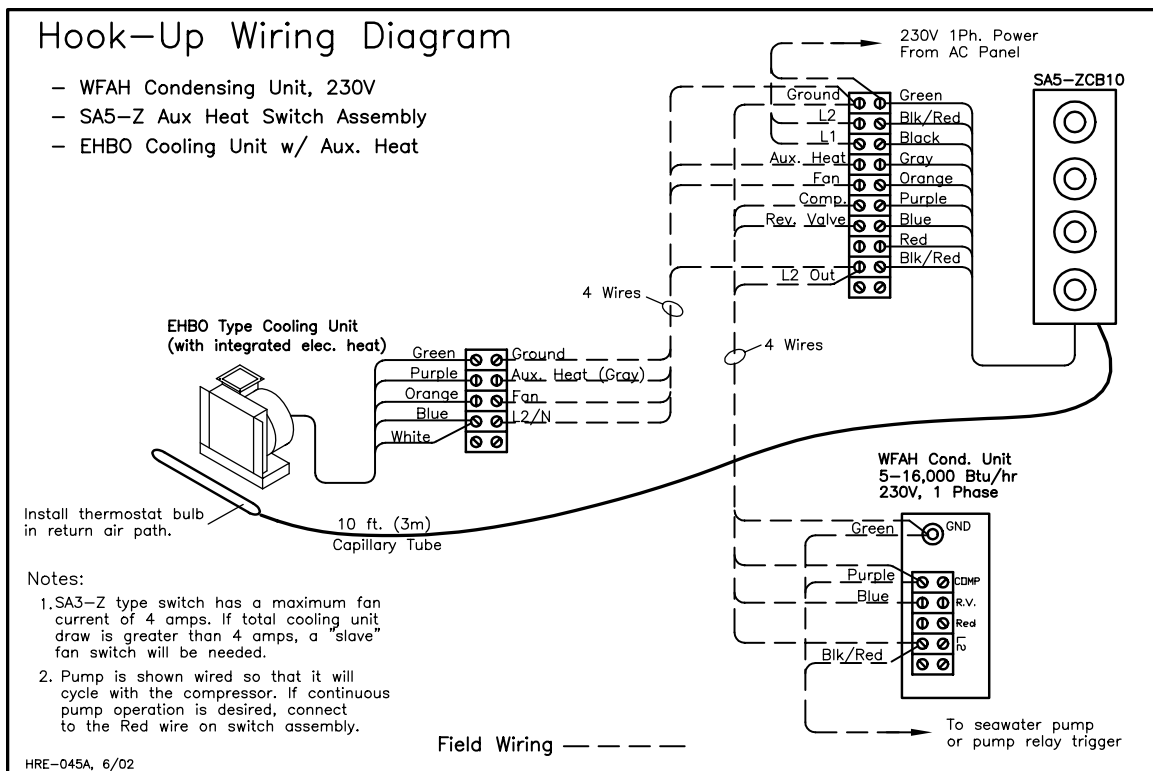 Hook-Up Wiring Diagram
- WFAH Condensing Unit, 230V
- SA5-Z Aux Heat Switch Assembly
- EHBO Cooling Unit w/ Aux. Heat
230V 1Ph. Power
From AC Panel
SA5-ZCB10
Ground
L2
L1
Aux. Heat
Fan
Comp.
Rev. Valve
L2 Out
Green
Blk/Red
Black
Gray
Orange
Purple
Blue
Red
Blk/Red
4 Wires
4 Wires
EHBO Type Cooling Unit
(with integrated elec. heat)
Green
Purple
Orange
Blue
White
Ground
Aux. Heat (Gray)
Fan
L2/N
Install thermostat bulb
in return air path.
10 ft. (3m)
Capillary Tube
WFAH Cond. Unit
5-16,000 Btu/hr
230V, 1 Phase
Green
GND
Purple
COMP
Blue
R.V.
Red
L2
Blk/Red
To seawater pump
or pump relay trigger
Notes:
1. SA3-Z type switch has a maximum fan
current of 4 amps. If total cooling unit
draw is greater than 4 amps, a "slave"
fan switch will be needed.
2. Pump is shown wired so that it will
cycle with the compressor. If continuous
pump operation is desired, connect
to the Red wire on switch assembly.
Field Wiring
HRE-045A, 6/02